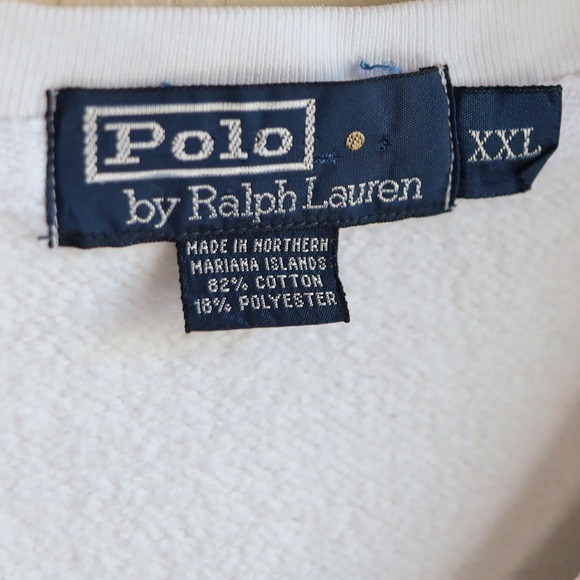 Polo
by Ralph Lauren
XXL
MADE IN NORTHERN
MARIANA ISLANDS
82% COTTON
18% POLYESTER